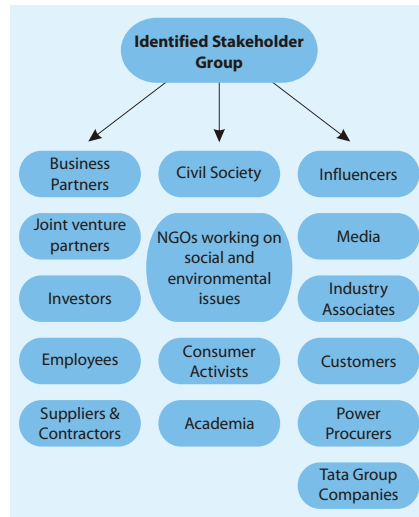 Identified Stakeholder
Group
Business
Partners
Joint venture
partners
Investors
Employees
Suppliers &
Contractors
Civil Society
NGOs working on
social and
environmental
issues
Consumer
Activists
Academia
Influencers
Media
Industry
Associates
Customers
Power
Procurers
Tata Group
Companies